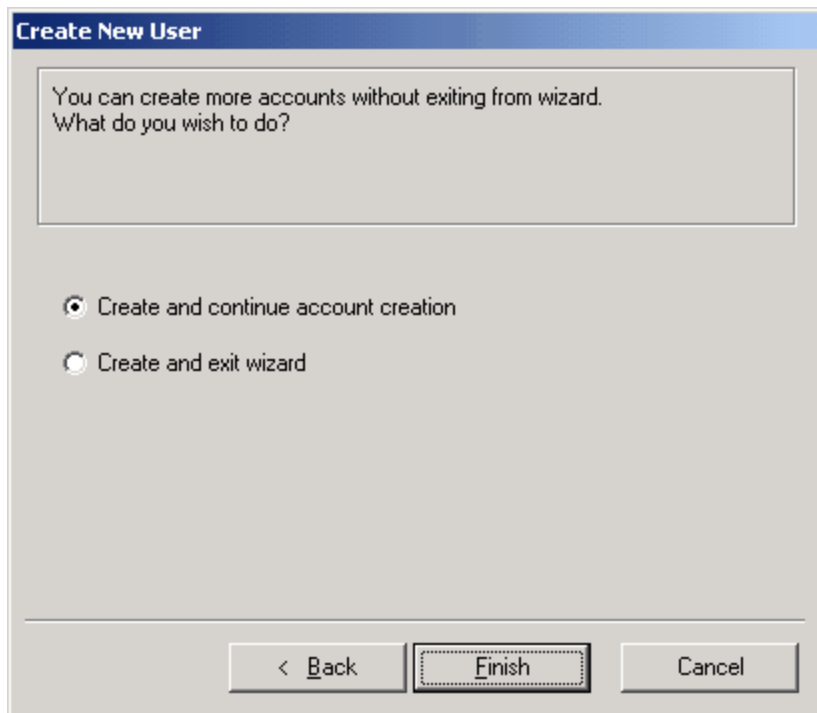 Create New User
You can create more accounts without exiting from wizard.
What do you wish to do?
Create and continue account creation
Create and exit wizard
< Back
Finish
Cancel